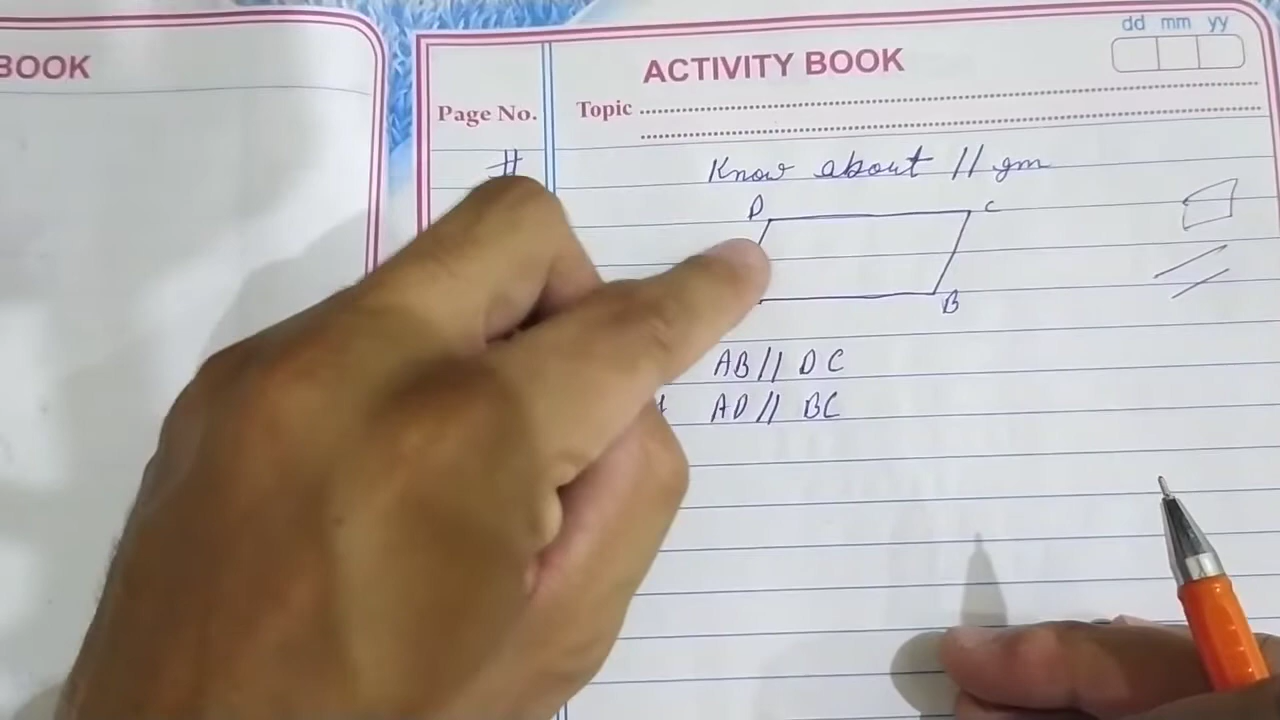 BOOK
dd mm yy
ACTIVITY BOOK
Page No. Topic
# Know about // gm
D C
B
AB // DC
AD // BC